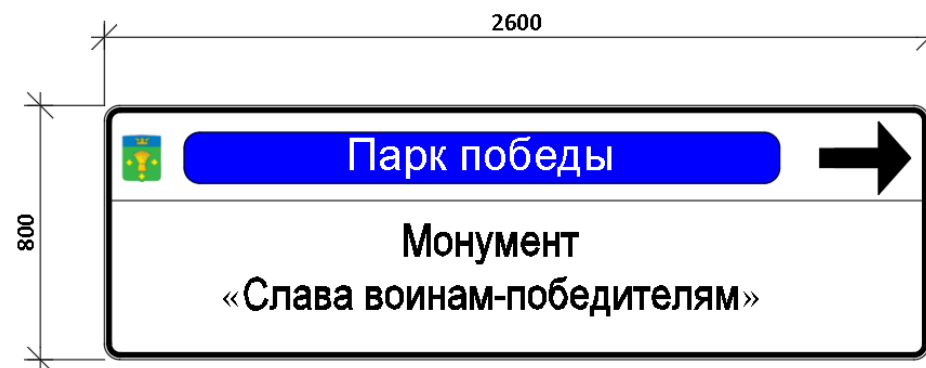 2600
800
Парк победы
Монумент
«Слава воинам-победителям»